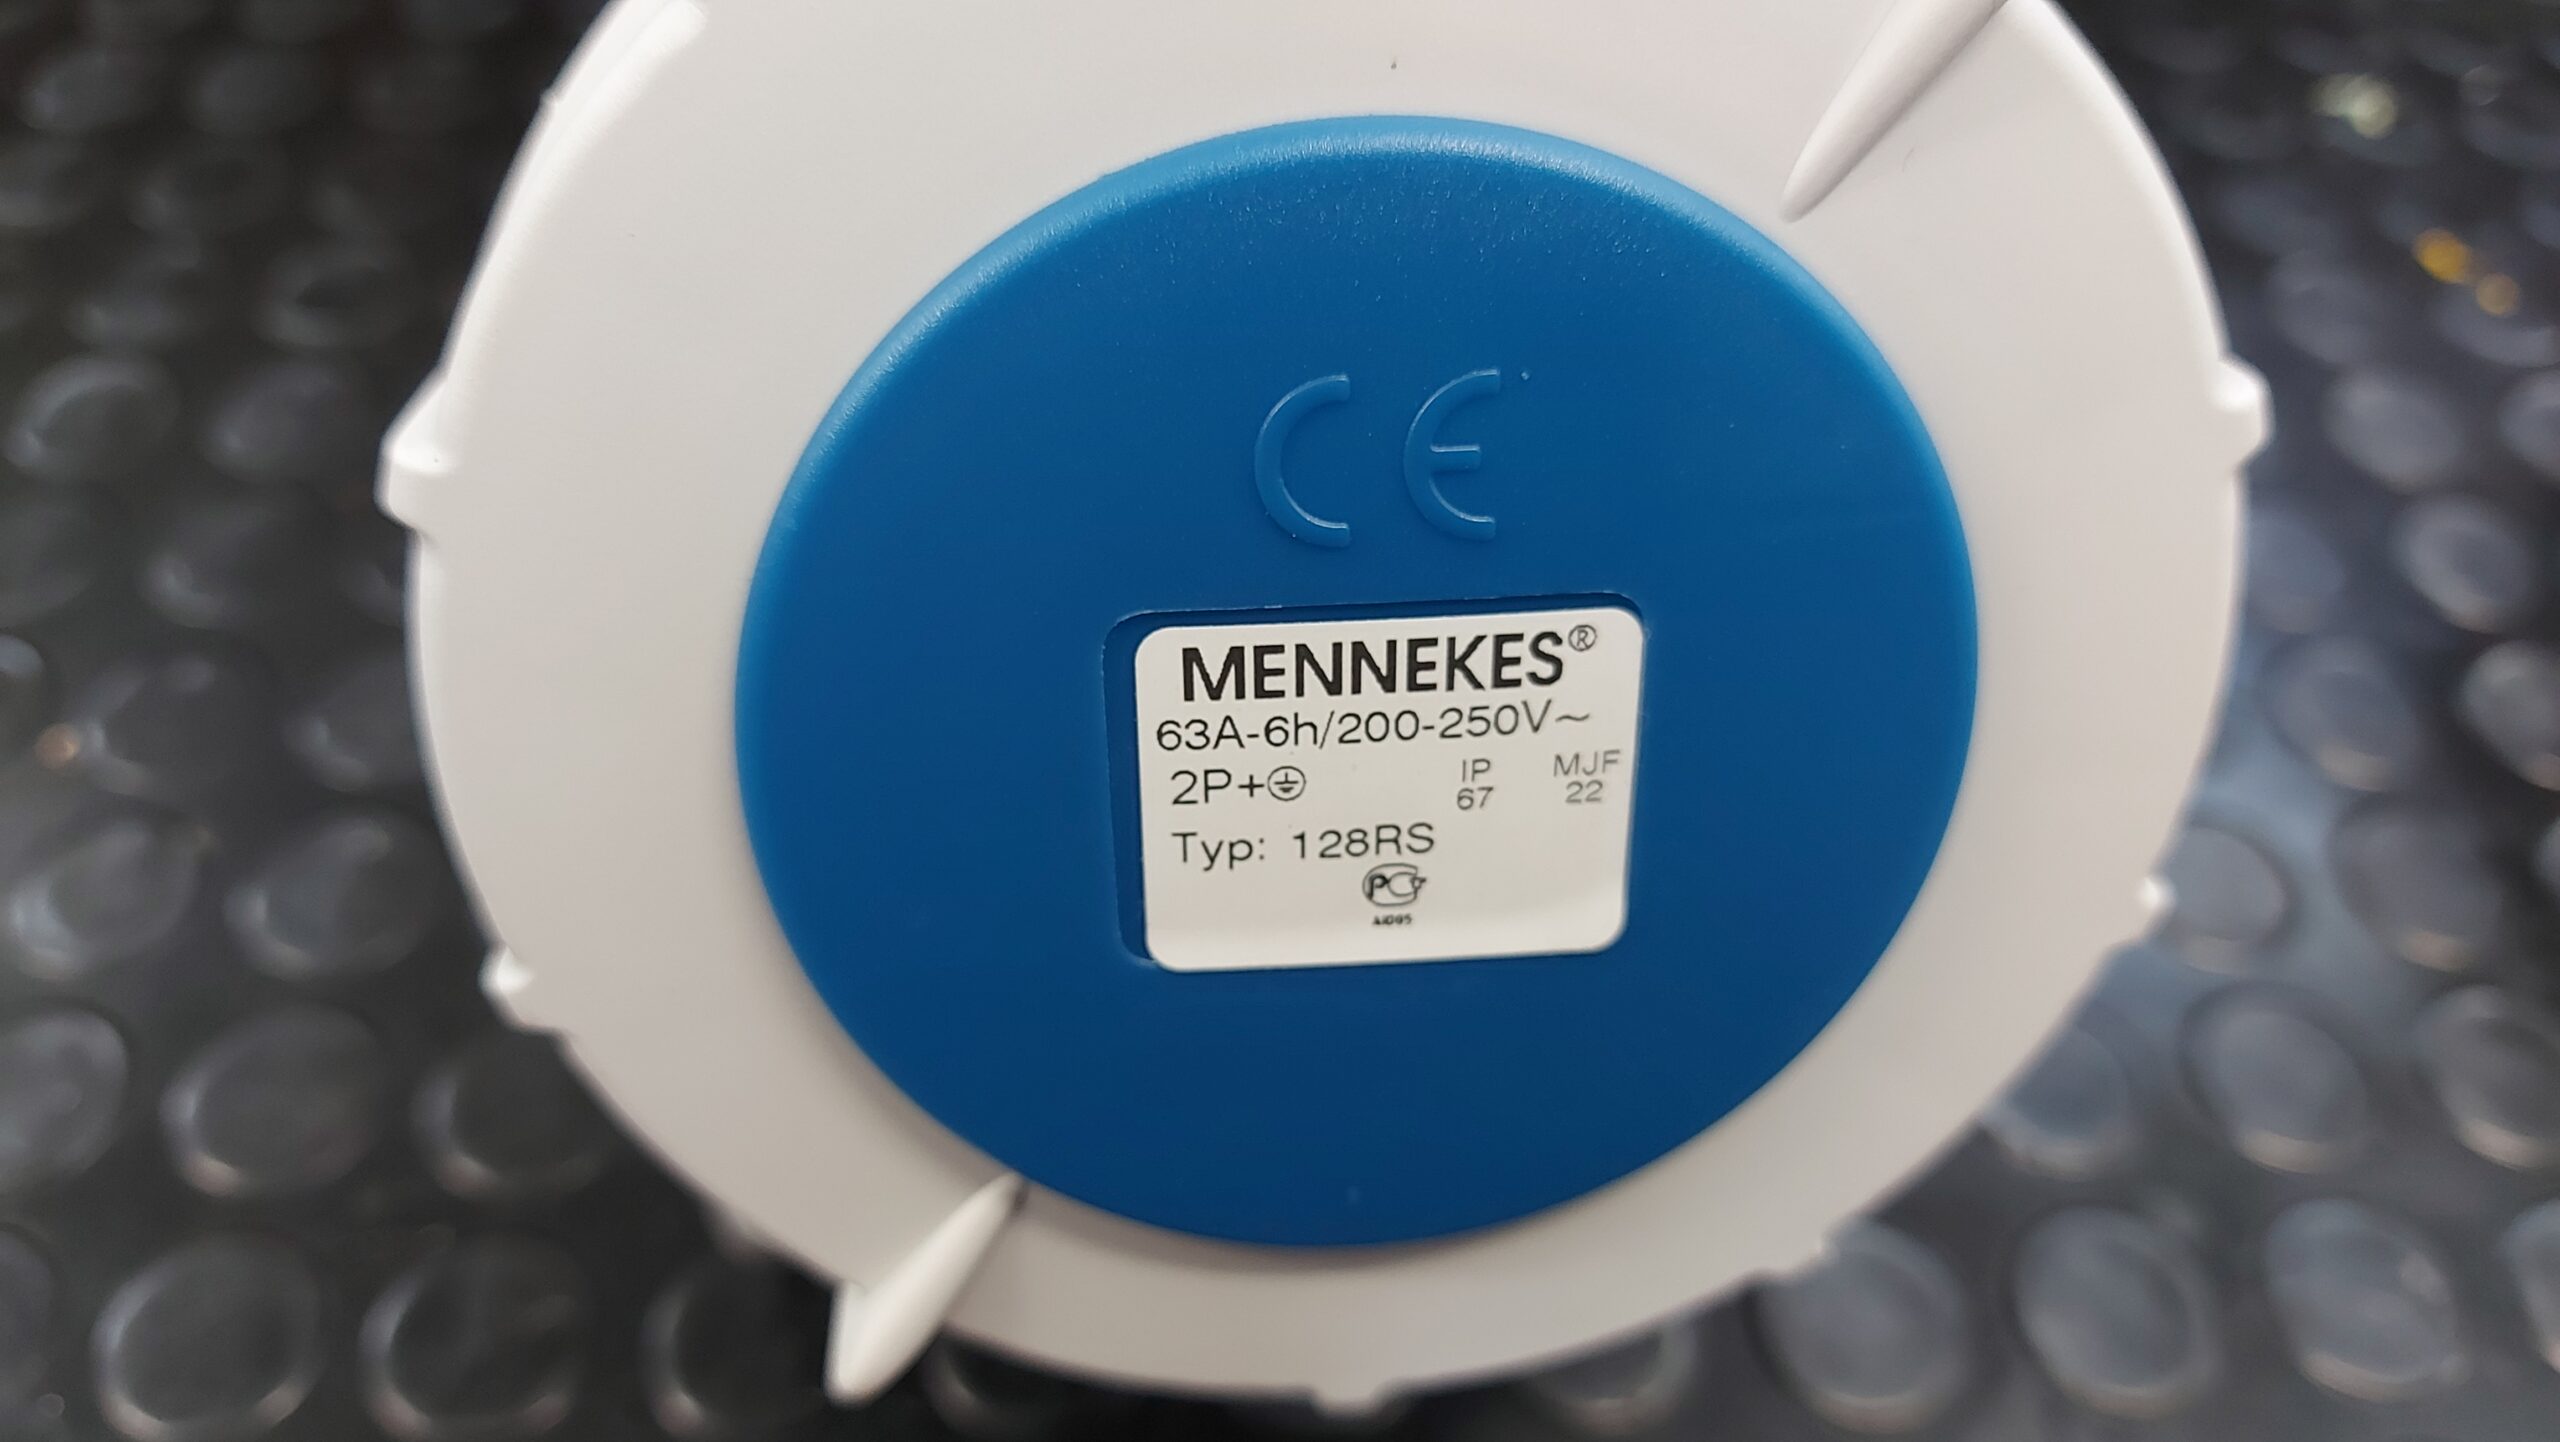 CE
MENNEKES®
63A-6h/200-250V~
2P+⏚ IP 67 MJF 22
Typ: 128RS